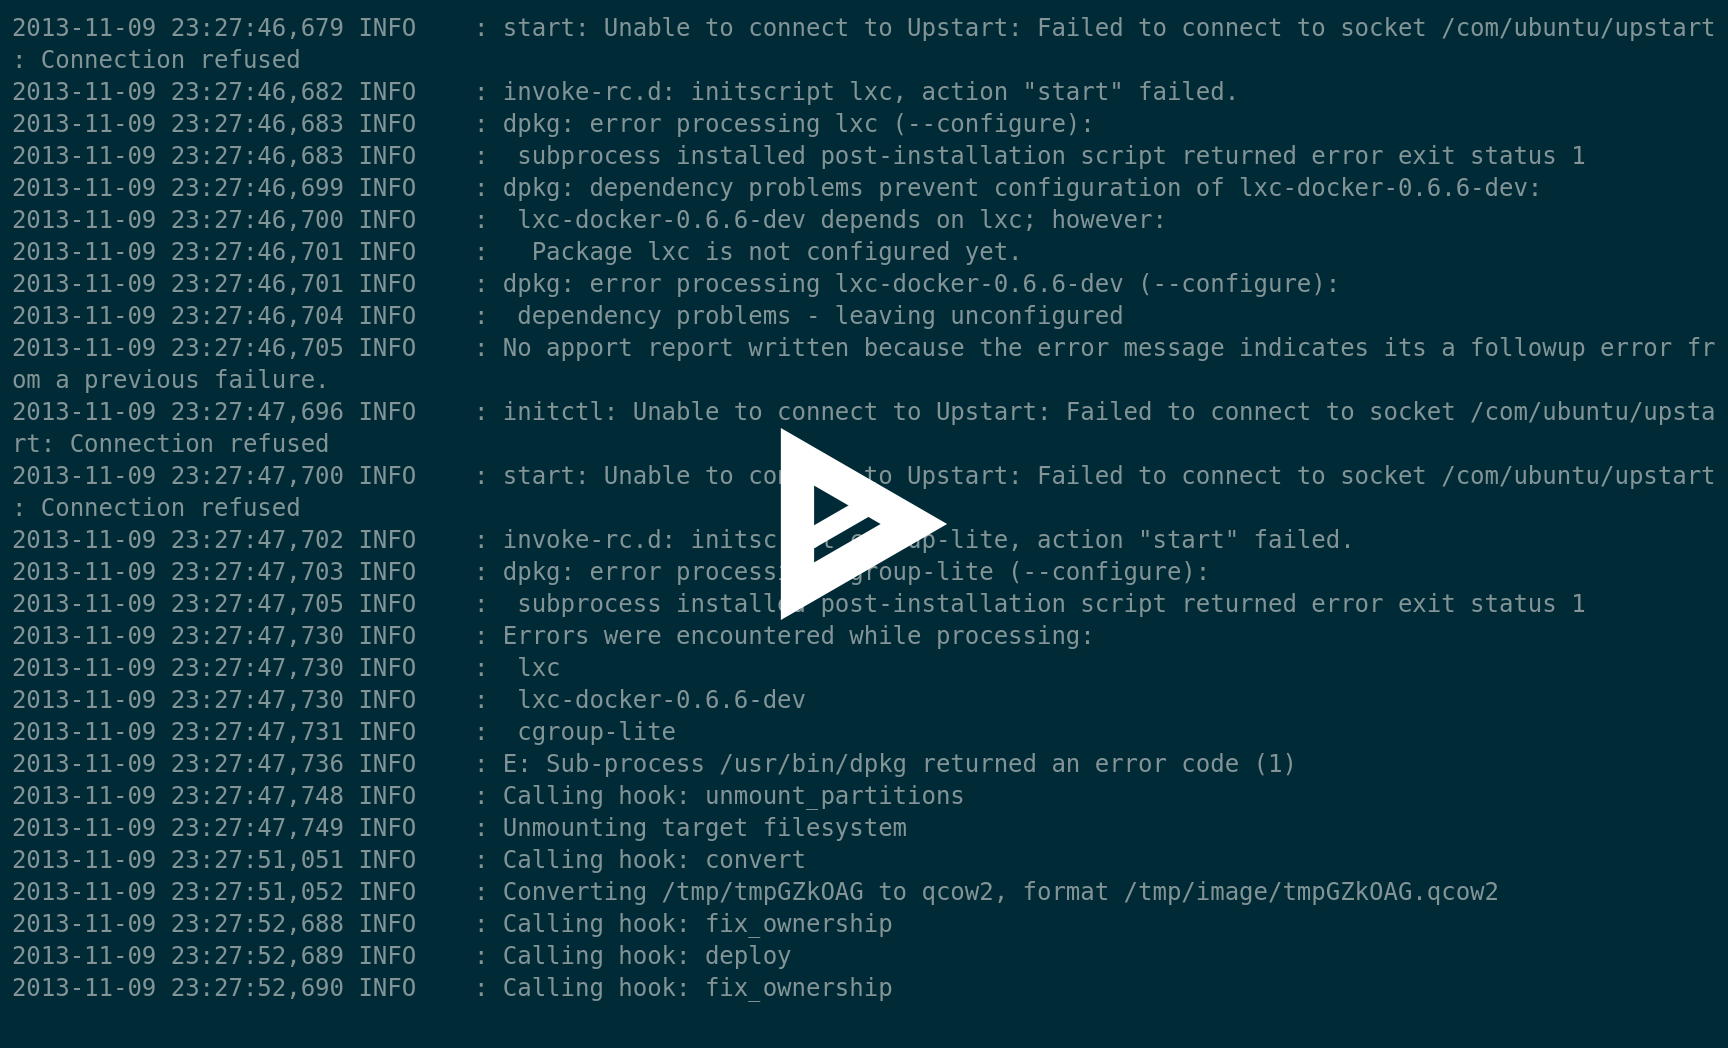 2013-11-09 23:27:46,679 INFO    : start: Unable to connect to Upstart: Failed to connect to socket /com/ubuntu/upstart
: Connection refused
2013-11-09 23:27:46,682 INFO    : invoke-rc.d: initscript lxc, action "start" failed.
2013-11-09 23:27:46,683 INFO    : dpkg: error processing lxc (--configure):
2013-11-09 23:27:46,683 INFO    :  subprocess installed post-installation script returned error exit status 1
2013-11-09 23:27:46,699 INFO    : dpkg: dependency problems prevent configuration of lxc-docker-0.6.6-dev:
2013-11-09 23:27:46,700 INFO    :  lxc-docker-0.6.6-dev depends on lxc; however:
2013-11-09 23:27:46,701 INFO    :   Package lxc is not configured yet.
2013-11-09 23:27:46,701 INFO    : dpkg: error processing lxc-docker-0.6.6-dev (--configure):
2013-11-09 23:27:46,704 INFO    :  dependency problems - leaving unconfigured
2013-11-09 23:27:46,705 INFO    : No apport report written because the error message indicates its a followup error fr
om a previous failure.
2013-11-09 23:27:47,696 INFO    : initctl: Unable to connect to Upstart: Failed to connect to socket /com/ubuntu/upsta
rt: Connection refused
2013-11-09 23:27:47,700 INFO    : start: Unable to connect to Upstart: Failed to connect to socket /com/ubuntu/upstart
: Connection refused
2013-11-09 23:27:47,702 INFO    : invoke-rc.d: initscript cgroup-lite, action "start" failed.
2013-11-09 23:27:47,703 INFO    : dpkg: error processing cgroup-lite (--configure):
2013-11-09 23:27:47,705 INFO    :  subprocess installed post-installation script returned error exit status 1
2013-11-09 23:27:47,730 INFO    : Errors were encountered while processing:
2013-11-09 23:27:47,730 INFO    :  lxc
2013-11-09 23:27:47,730 INFO    :  lxc-docker-0.6.6-dev
2013-11-09 23:27:47,731 INFO    :  cgroup-lite
2013-11-09 23:27:47,736 INFO    : E: Sub-process /usr/bin/dpkg returned an error code (1)
2013-11-09 23:27:47,748 INFO    : Calling hook: unmount_partitions
2013-11-09 23:27:47,749 INFO    : Unmounting target filesystem
2013-11-09 23:27:51,051 INFO    : Calling hook: convert
2013-11-09 23:27:51,052 INFO    : Converting /tmp/tmpGZkOAG to qcow2, format /tmp/image/tmpGZkOAG.qcow2
2013-11-09 23:27:52,688 INFO    : Calling hook: fix_ownership
2013-11-09 23:27:52,689 INFO    : Calling hook: deploy
2013-11-09 23:27:52,690 INFO    : Calling hook: fix_ownership